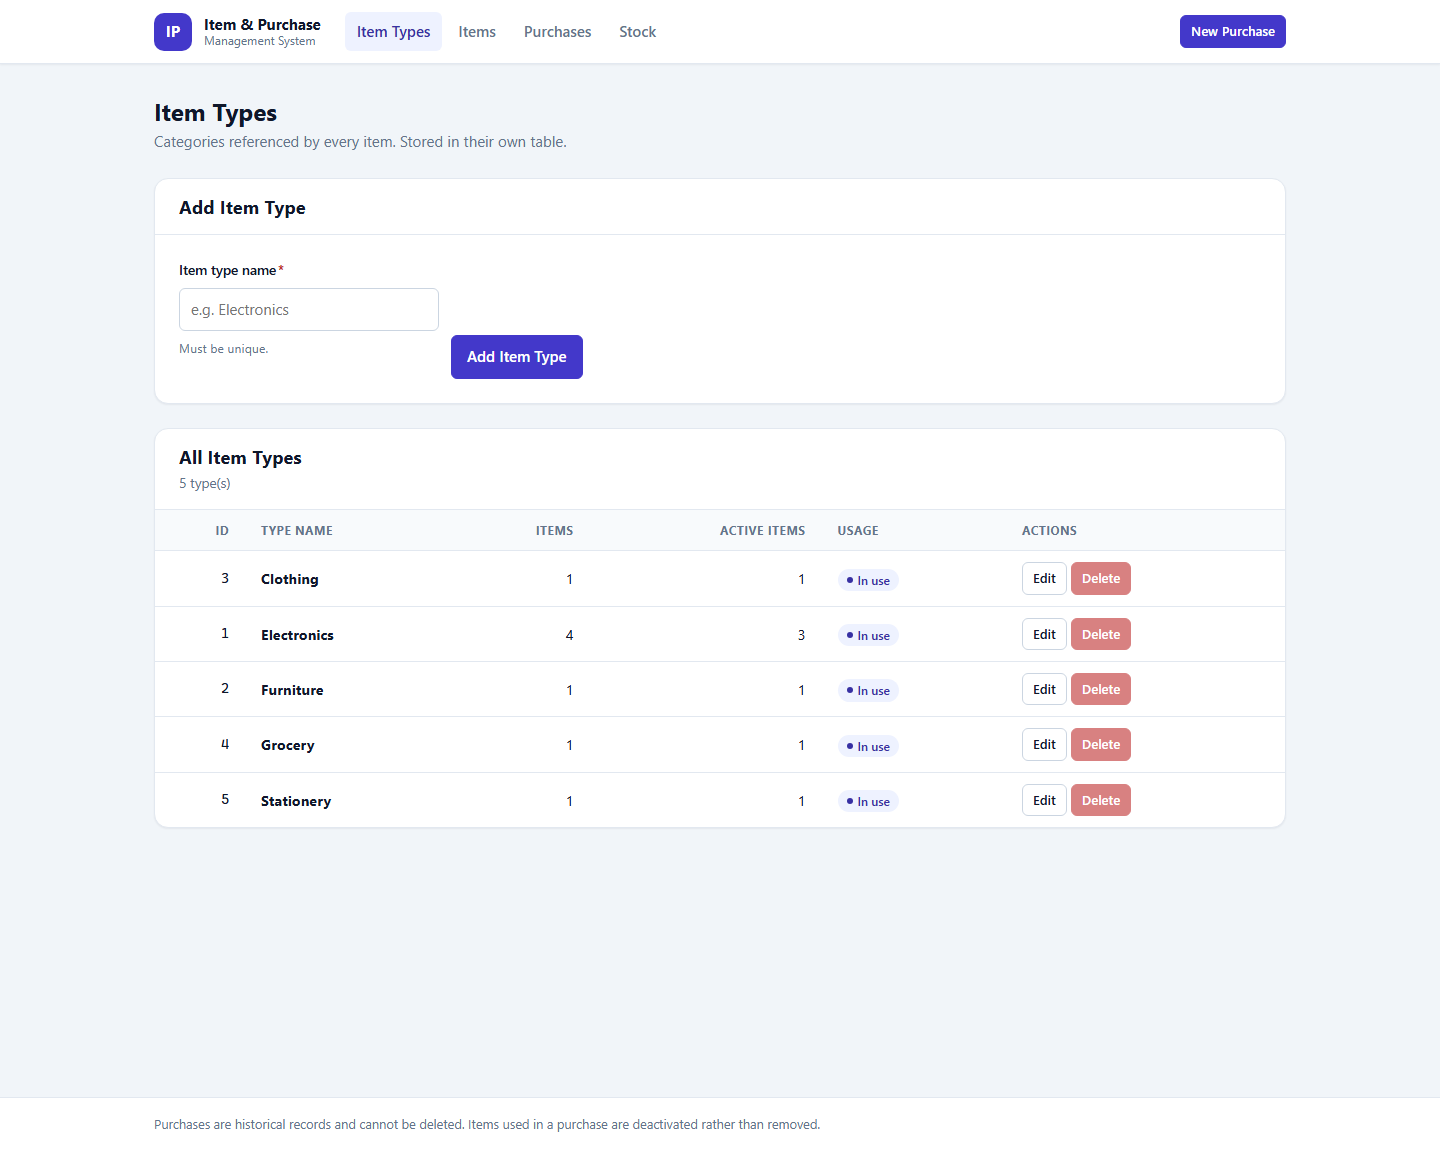 IP
Item & Purchase
Management System
Item Types
Items
Purchases
Stock
New Purchase
Item Types
Categories referenced by every item. Stored in their own table.
Add Item Type
Item type name*
e.g. Electronics
Must be unique.
Add Item Type
All Item Types
5 type(s)
ID TYPE NAME ITEMS ACTIVE ITEMS USAGE ACTIONS
3 Clothing 1 1 In use Edit Delete
1 Electronics 4 3 In use Edit Delete
2 Furniture 1 1 In use Edit Delete
4 Grocery 1 1 In use Edit Delete
5 Stationery 1 1 In use Edit Delete
Purchases are historical records and cannot be deleted. Items used in a purchase are deactivated rather than removed.